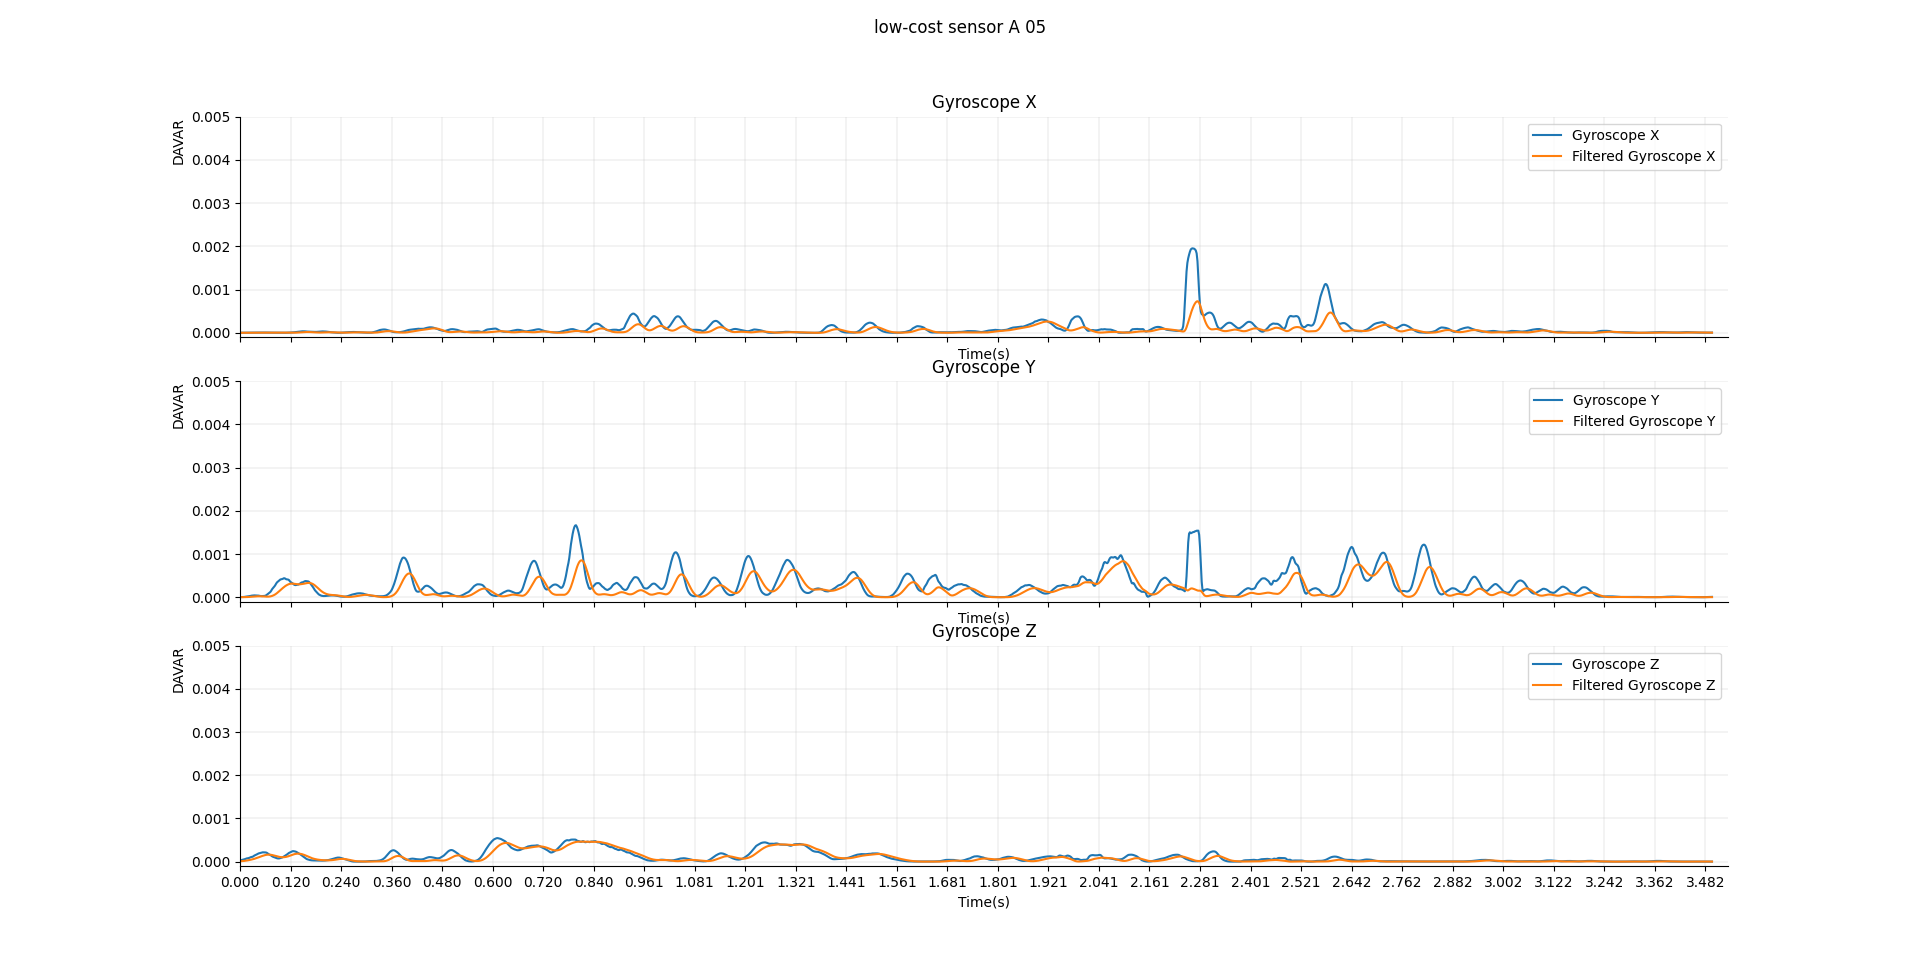 low-cost sensor A 05
Gyroscope X
DAVAR
0.005
0.004
0.003
0.002
0.001
0.000
Gyroscope X
Filtered Gyroscope X
Time(s)
Gyroscope Y
DAVAR
0.005
0.004
0.003
0.002
0.001
0.000
Gyroscope Y
Filtered Gyroscope Y
Time(s)
Gyroscope Z
DAVAR
0.005
0.004
0.003
0.002
0.001
0.000
Gyroscope Z
Filtered Gyroscope Z
0.000 0.120 0.240 0.360 0.480 0.600 0.720 0.840 0.961 1.081 1.201 1.321 1.441 1.561 1.681 1.801 1.921 2.041 2.161 2.281 2.401 2.521 2.642 2.762 2.882 3.002 3.122 3.242 3.362 3.482
Time(s)